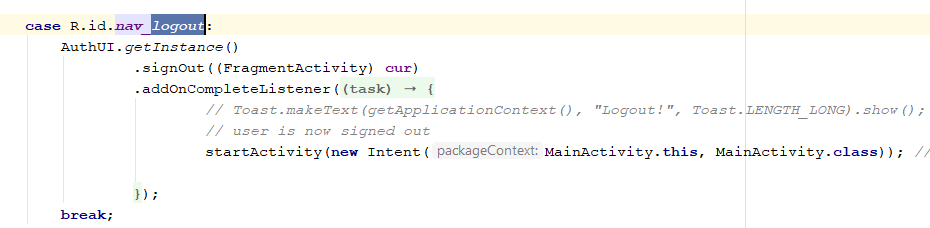 case R.id.nav_logout:
AuthUI.getInstance()
.signOut((FragmentActivity) cur)
.addOnCompleteListener((task) → {
// Toast.makeText(getApplicationContext(), "Logout!", Toast.LENGTH_LONG).show();
// user is now signed out
startActivity(new Intent( packageContext: MainActivity.this, MainActivity.class)); //
});
break;